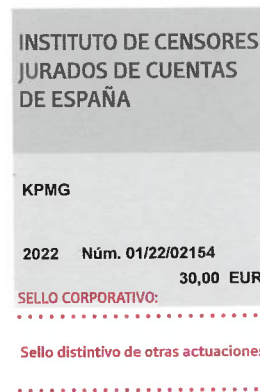 INSTITUTO DE CENSORES
JURADOS DE CUENTAS
DE ESPAÑA
KPMG
2022 Núm. 01/22/02154
30,00 EUR
SELLO CORPORATIVO:
Sello distintivo de otras actuaciones